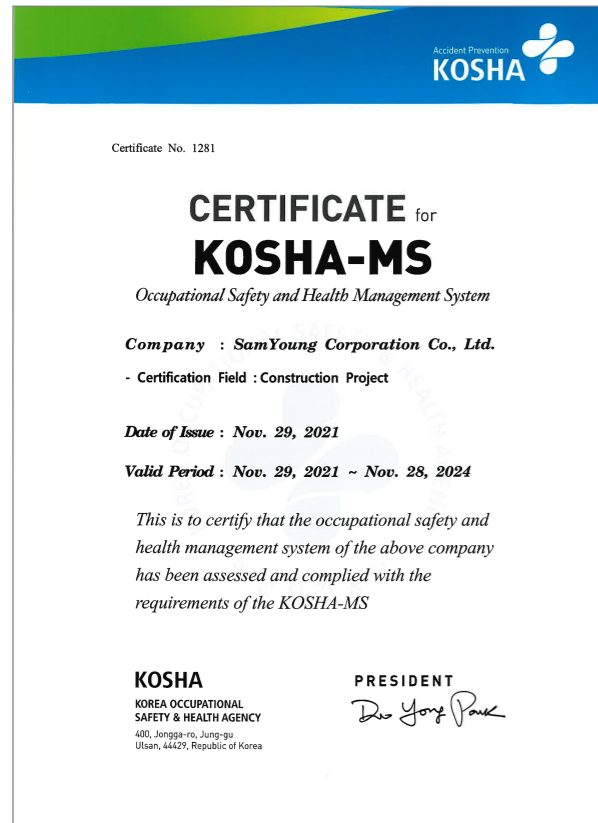 Accident Prevention
KOSHA
Certificate No. 1281
CERTIFICATE for
KOSHA-MS
Occupational Safety and Health Management System
Company : SamYoung Corporation Co., Ltd.
- Certification Field : Construction Project
Date of Issue : Nov. 29, 2021
Valid Period : Nov. 29, 2021 ~ Nov. 28, 2024
This is to certify that the occupational safety and
health management system of the above company
has been assessed and complied with the
requirements of the KOSHA-MS
KOSHA
PRESIDENT
KOREA OCCUPATIONAL
SAFETY & HEALTH AGENCY
400, Jongga-ro, Jung-gu
Ulsan, 44429, Republic of Korea